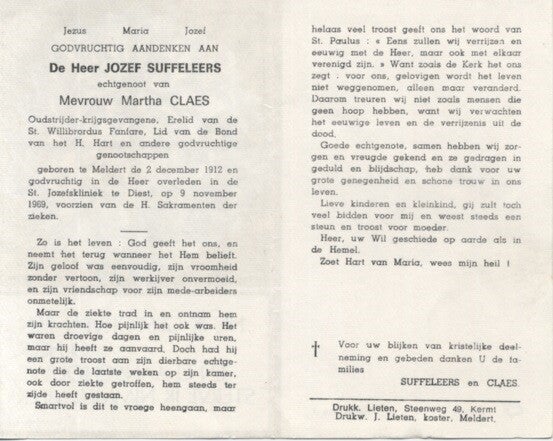 Jezus Maria Jozef
GODVRUCHTIG AANDENKEN AAN
De Heer JOZEF SUFFELEERS
echtgenoot van
Mevrouw Martha CLAES
Oudstrijder-krijgsgevangene, Erelid van de
St. Willibrordus Fanfare, Lid van de Bond
van het H. Hart en andere godvruchtige
genootschappen
geboren te Meldert de 2 december 1912 en
godvruchtig in de Heer overleden in de
St. Jozefskliniek te Diest, op 9 november
1969, voorzien van de H. Sakramenten der
zieken.
Zo is het leven : God geeft het ons, en
neemt het terug wanneer het Hem belieft.
Zijn geloof was eenvoudig, zijn vroomheid
zonder vertoon, zijn werkijver onvermoeid,
en zijn vriendschap voor zijn mede-arbeiders
onmetelijk.
Maar de ziekte trad in en ontnam hem
zijn krachten. Hoe pijnlijk het ook was. Het
waren droevige dagen en pijnlijke uren,
maar hij heeft ze aanvaard. Doch had hij
een grote troost aan zijn dierbare echtge-
note die de laatste weken op zijn kamer,
ook door ziekte getroffen, hem steeds ter
zijde heeft gestaan.
Smartvol is dit te vroege heengaan, maar
helaas veel troost geeft ons het woord van
St. Paulus : « Eens zullen wij verrijzen en
eeuwig met de Heer, maar ook met elkaar
verenigd zijn. » Want zoals de Kerk het ons
zegt : voor ons, gelovigen wordt het leven
niet weggenomen, alleen maar veranderd.
Daarom treuren wij niet zoals mensen die
geen hoop hebben, want wij verwachten
het eeuwige leven en de verrijzenis uit de
dood.
Goede echtgenote, samen hebben wij zor-
gen en vreugde gekend en ze gedragen in
geduld en blijdschap, heb dank voor uw
grote genegenheid en schone trouw in ons
leven.
Lieve kinderen en kleinkind, gij zult toch
veel bidden voor mij en weest steeds een
steun en troost voor moeder.
Heer, uw Wil geschiede op aarde als in
de Hemel.
Zoet Hart van Maria, wees mijn heil !
Voor uw blijken van kristelijke deel-
neming en gebeden danken U de fa-
milies
SUFFELEERS en CLAES.
Drukk. Lieten, Steenweg 49, Kermt
Drukw. J. Lieten, koster, Meldert.